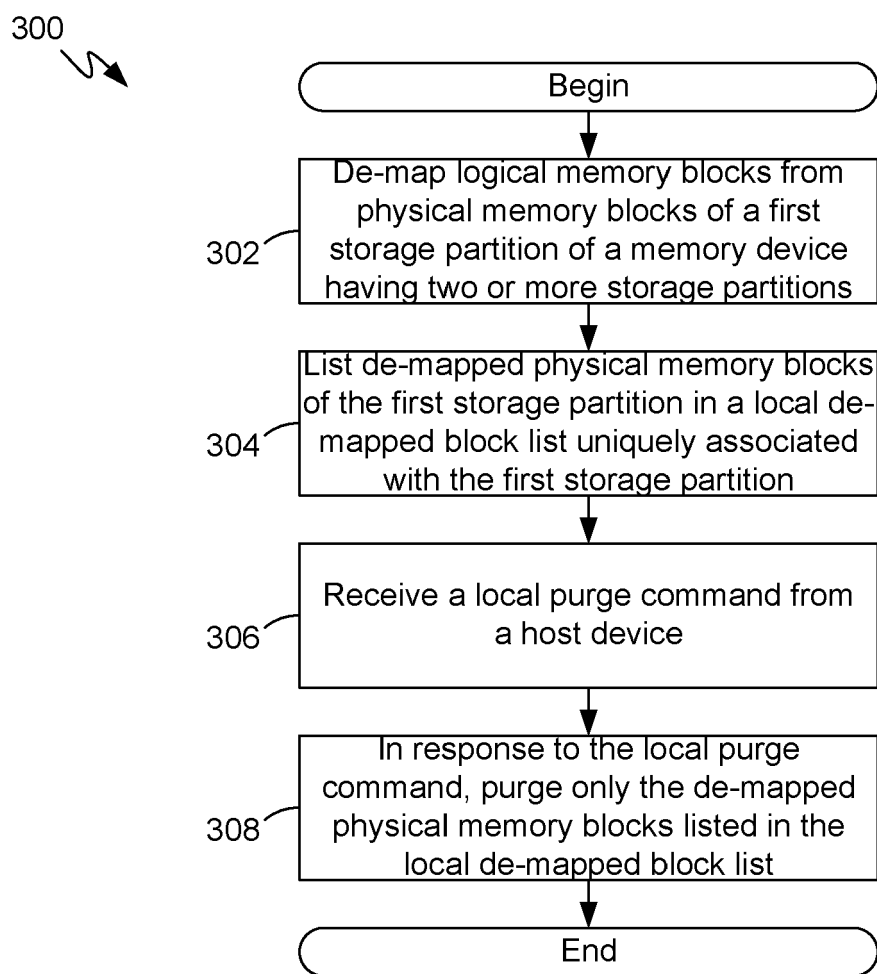 300
Begin
De-map logical memory blocks from
physical memory blocks of a first
storage partition of a memory device
having two or more storage partitions
302
List de-mapped physical memory blocks
of the first storage partition in a local de-
mapped block list uniquely associated
with the first storage partition
304
Receive a local purge command from
a host device
306
In response to the local purge
command, purge only the de-mapped
physical memory blocks listed in the
local de-mapped block list
308
End